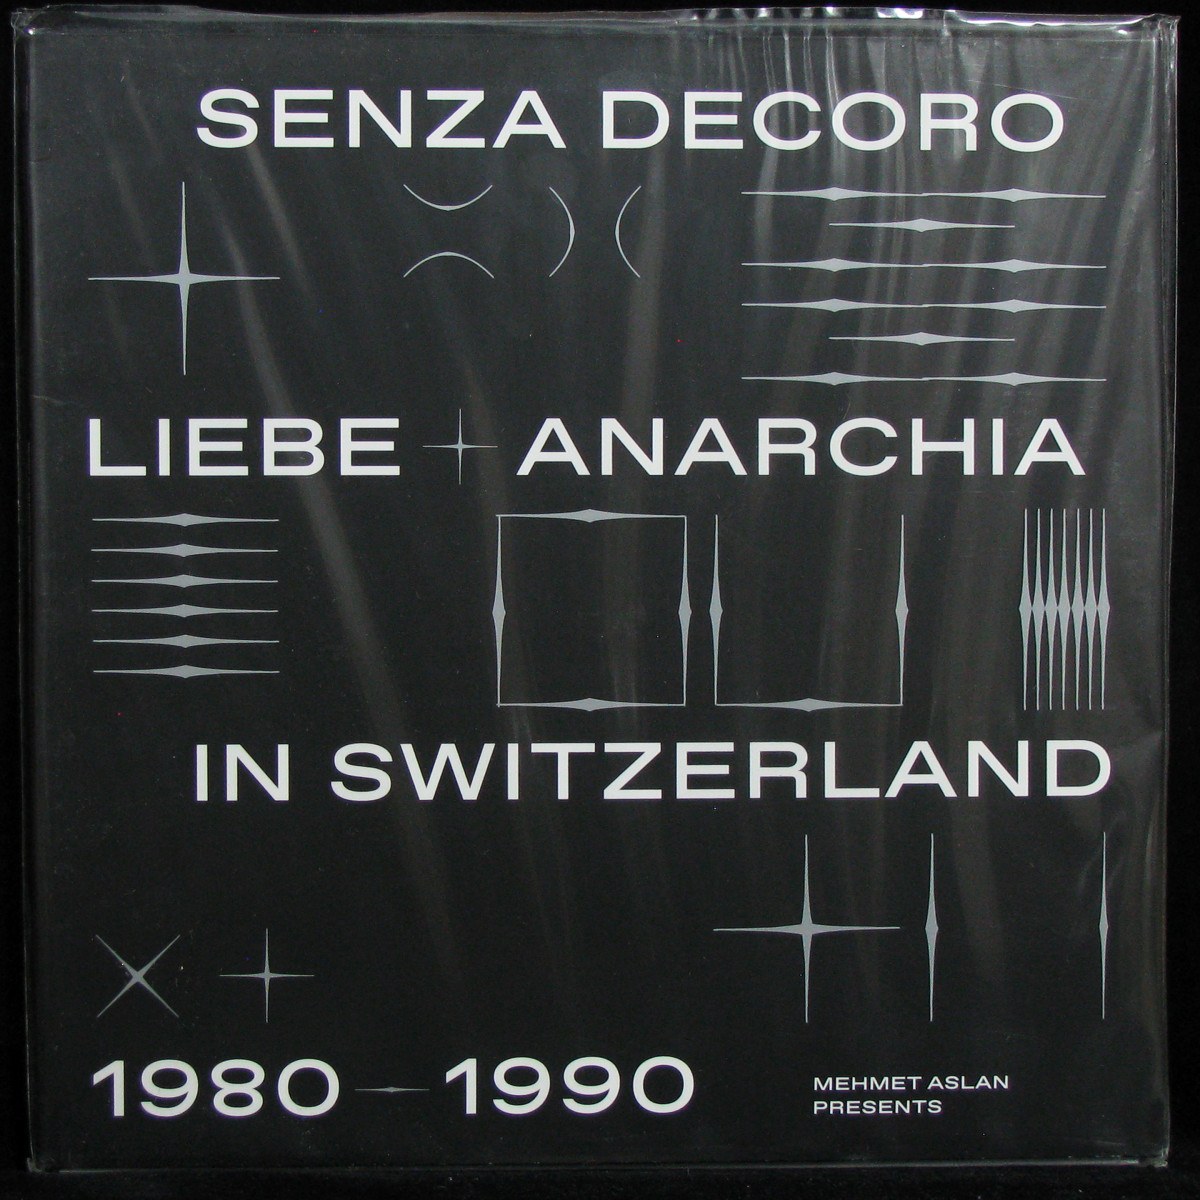 SENZA DECORO
LIEBE + ANARCHIA
IN SWITZERLAND
1980 — 1990
MEHMET ASLAN
PRESENTS